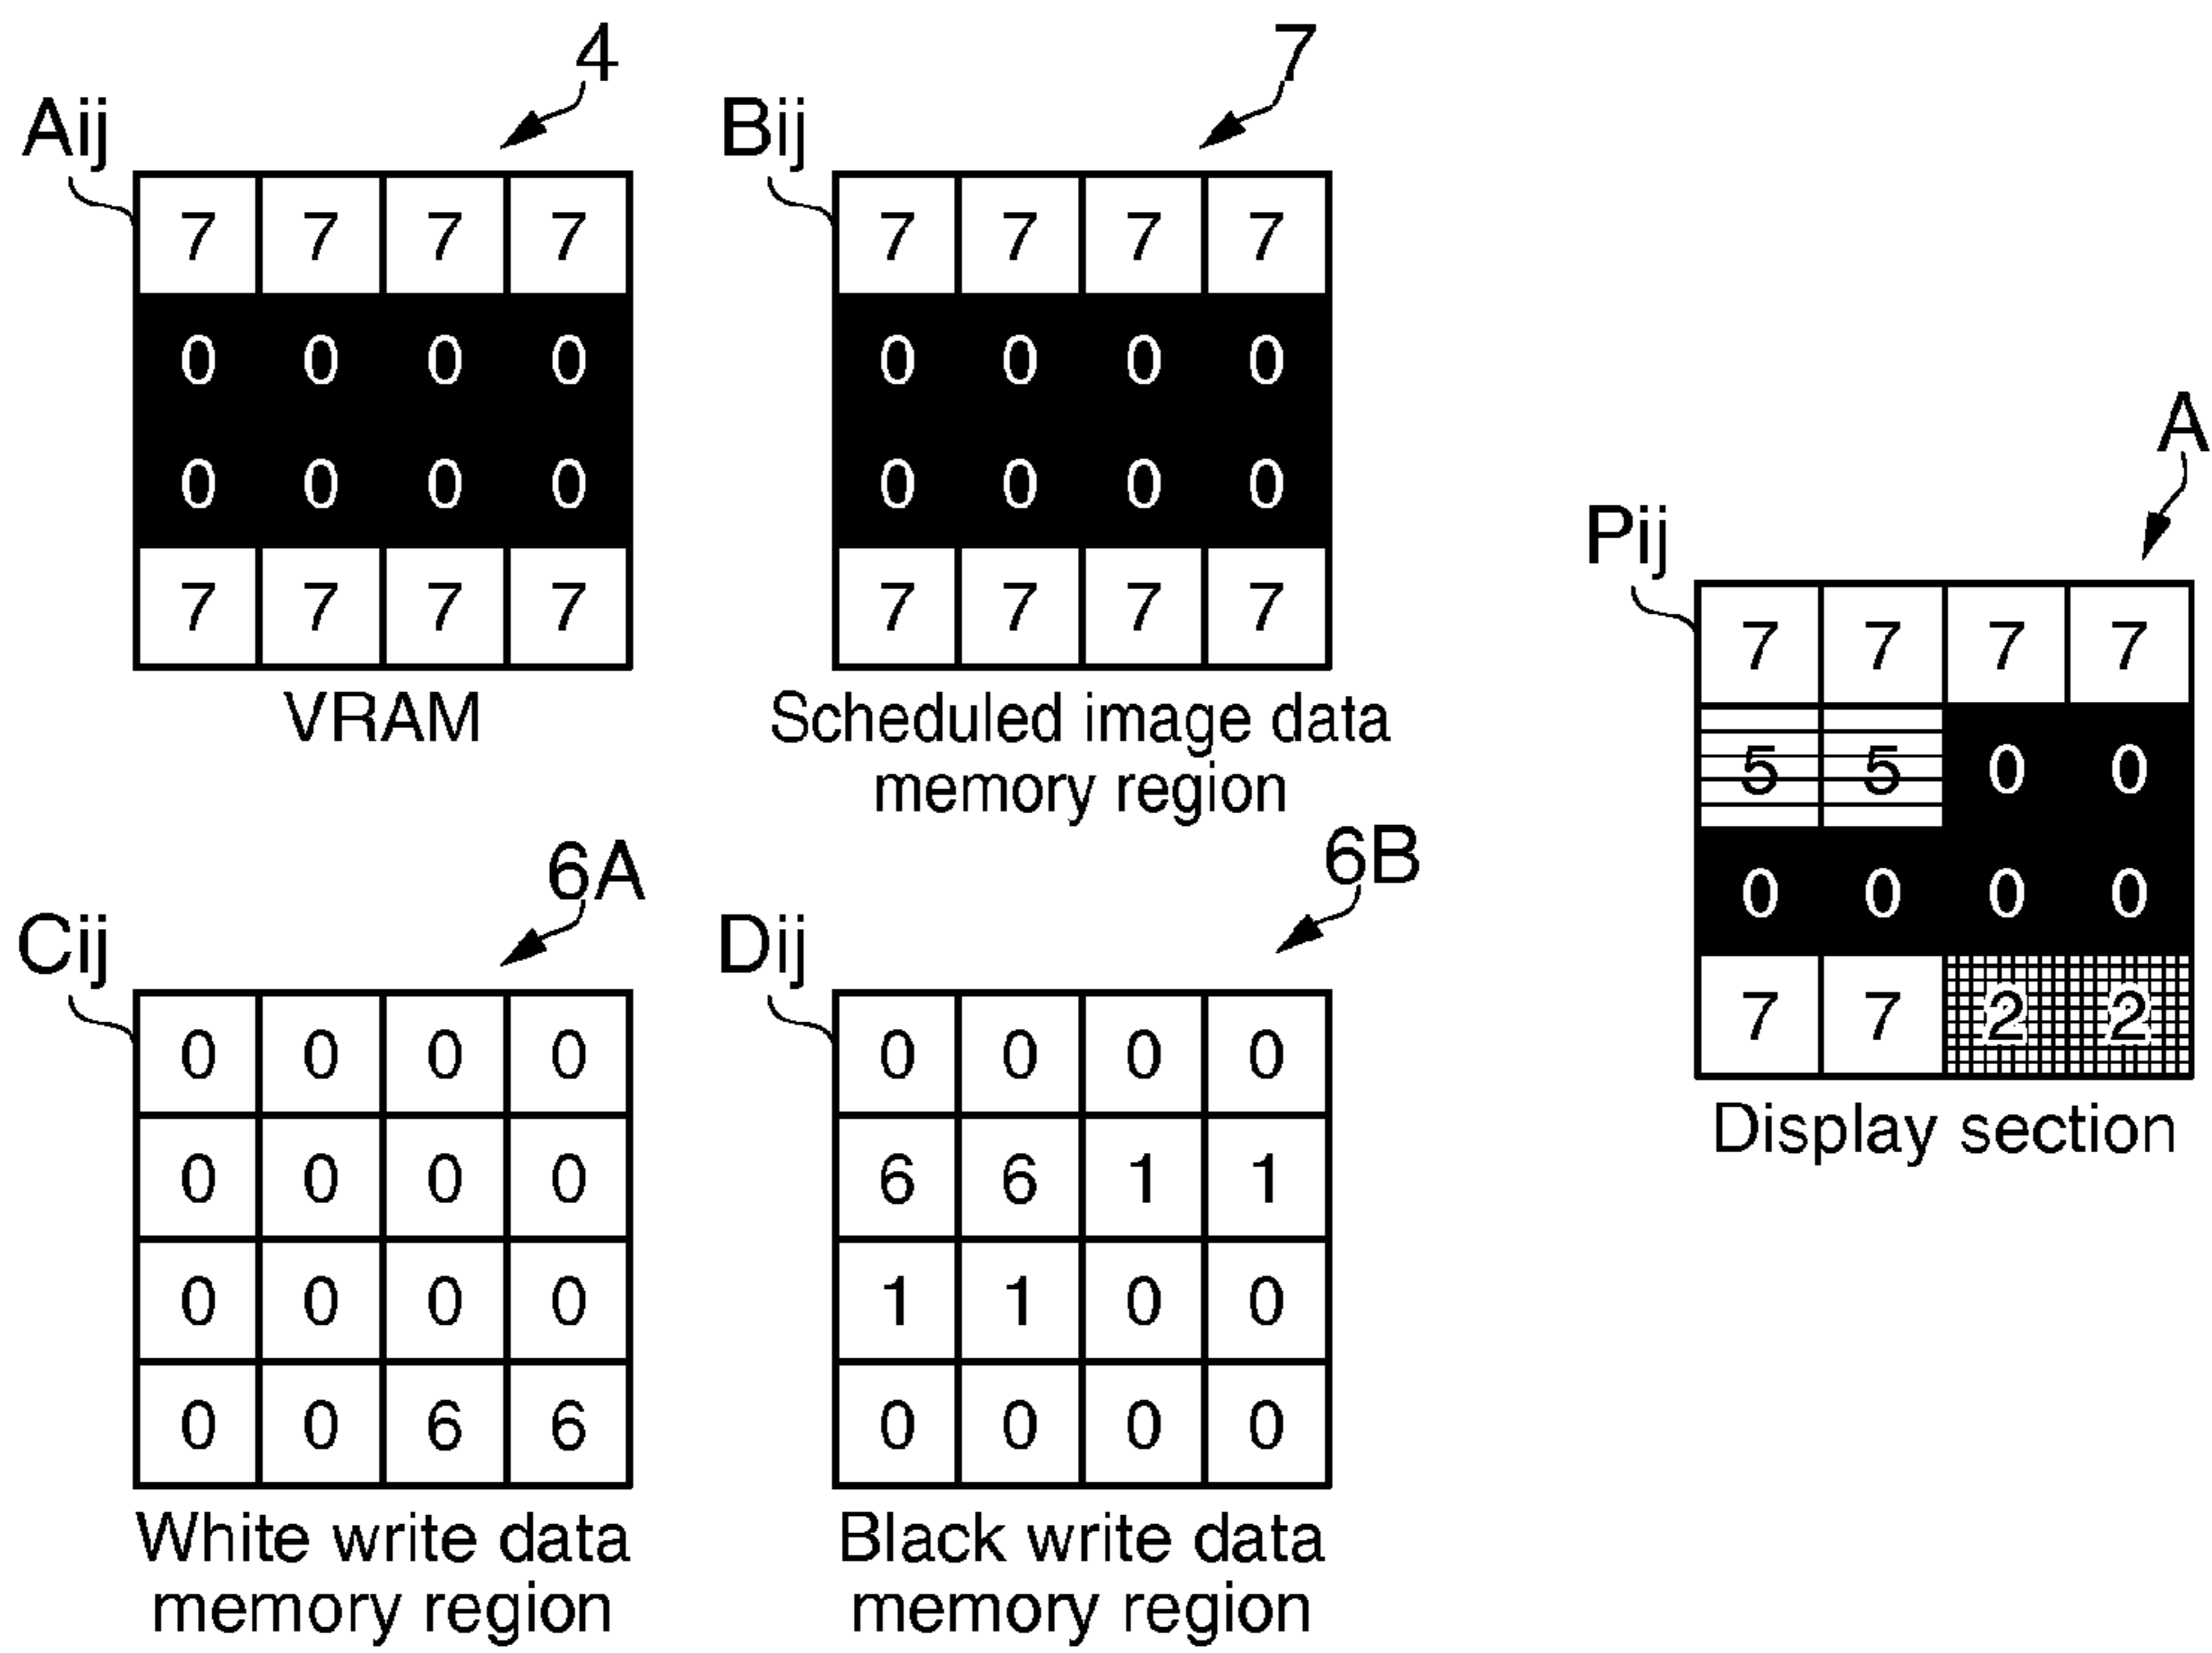 4
Aij
7 7 7 7
0 0 0 0
0 0 0 0
7 7 7 7
VRAM
7
Bij
7 7 7 7
0 0 0 0
0 0 0 0
7 7 7 7
Scheduled image data
memory region
A
Pij
7 7 7 7
5 5 0 0
0 0 0 0
7 7 2 2
Display section
6A
Cij
0 0 0 0
0 0 0 0
0 0 0 0
0 0 6 6
White write data
memory region
6B
Dij
0 0 0 0
6 6 1 1
1 1 0 0
0 0 0 0
Black write data
memory region